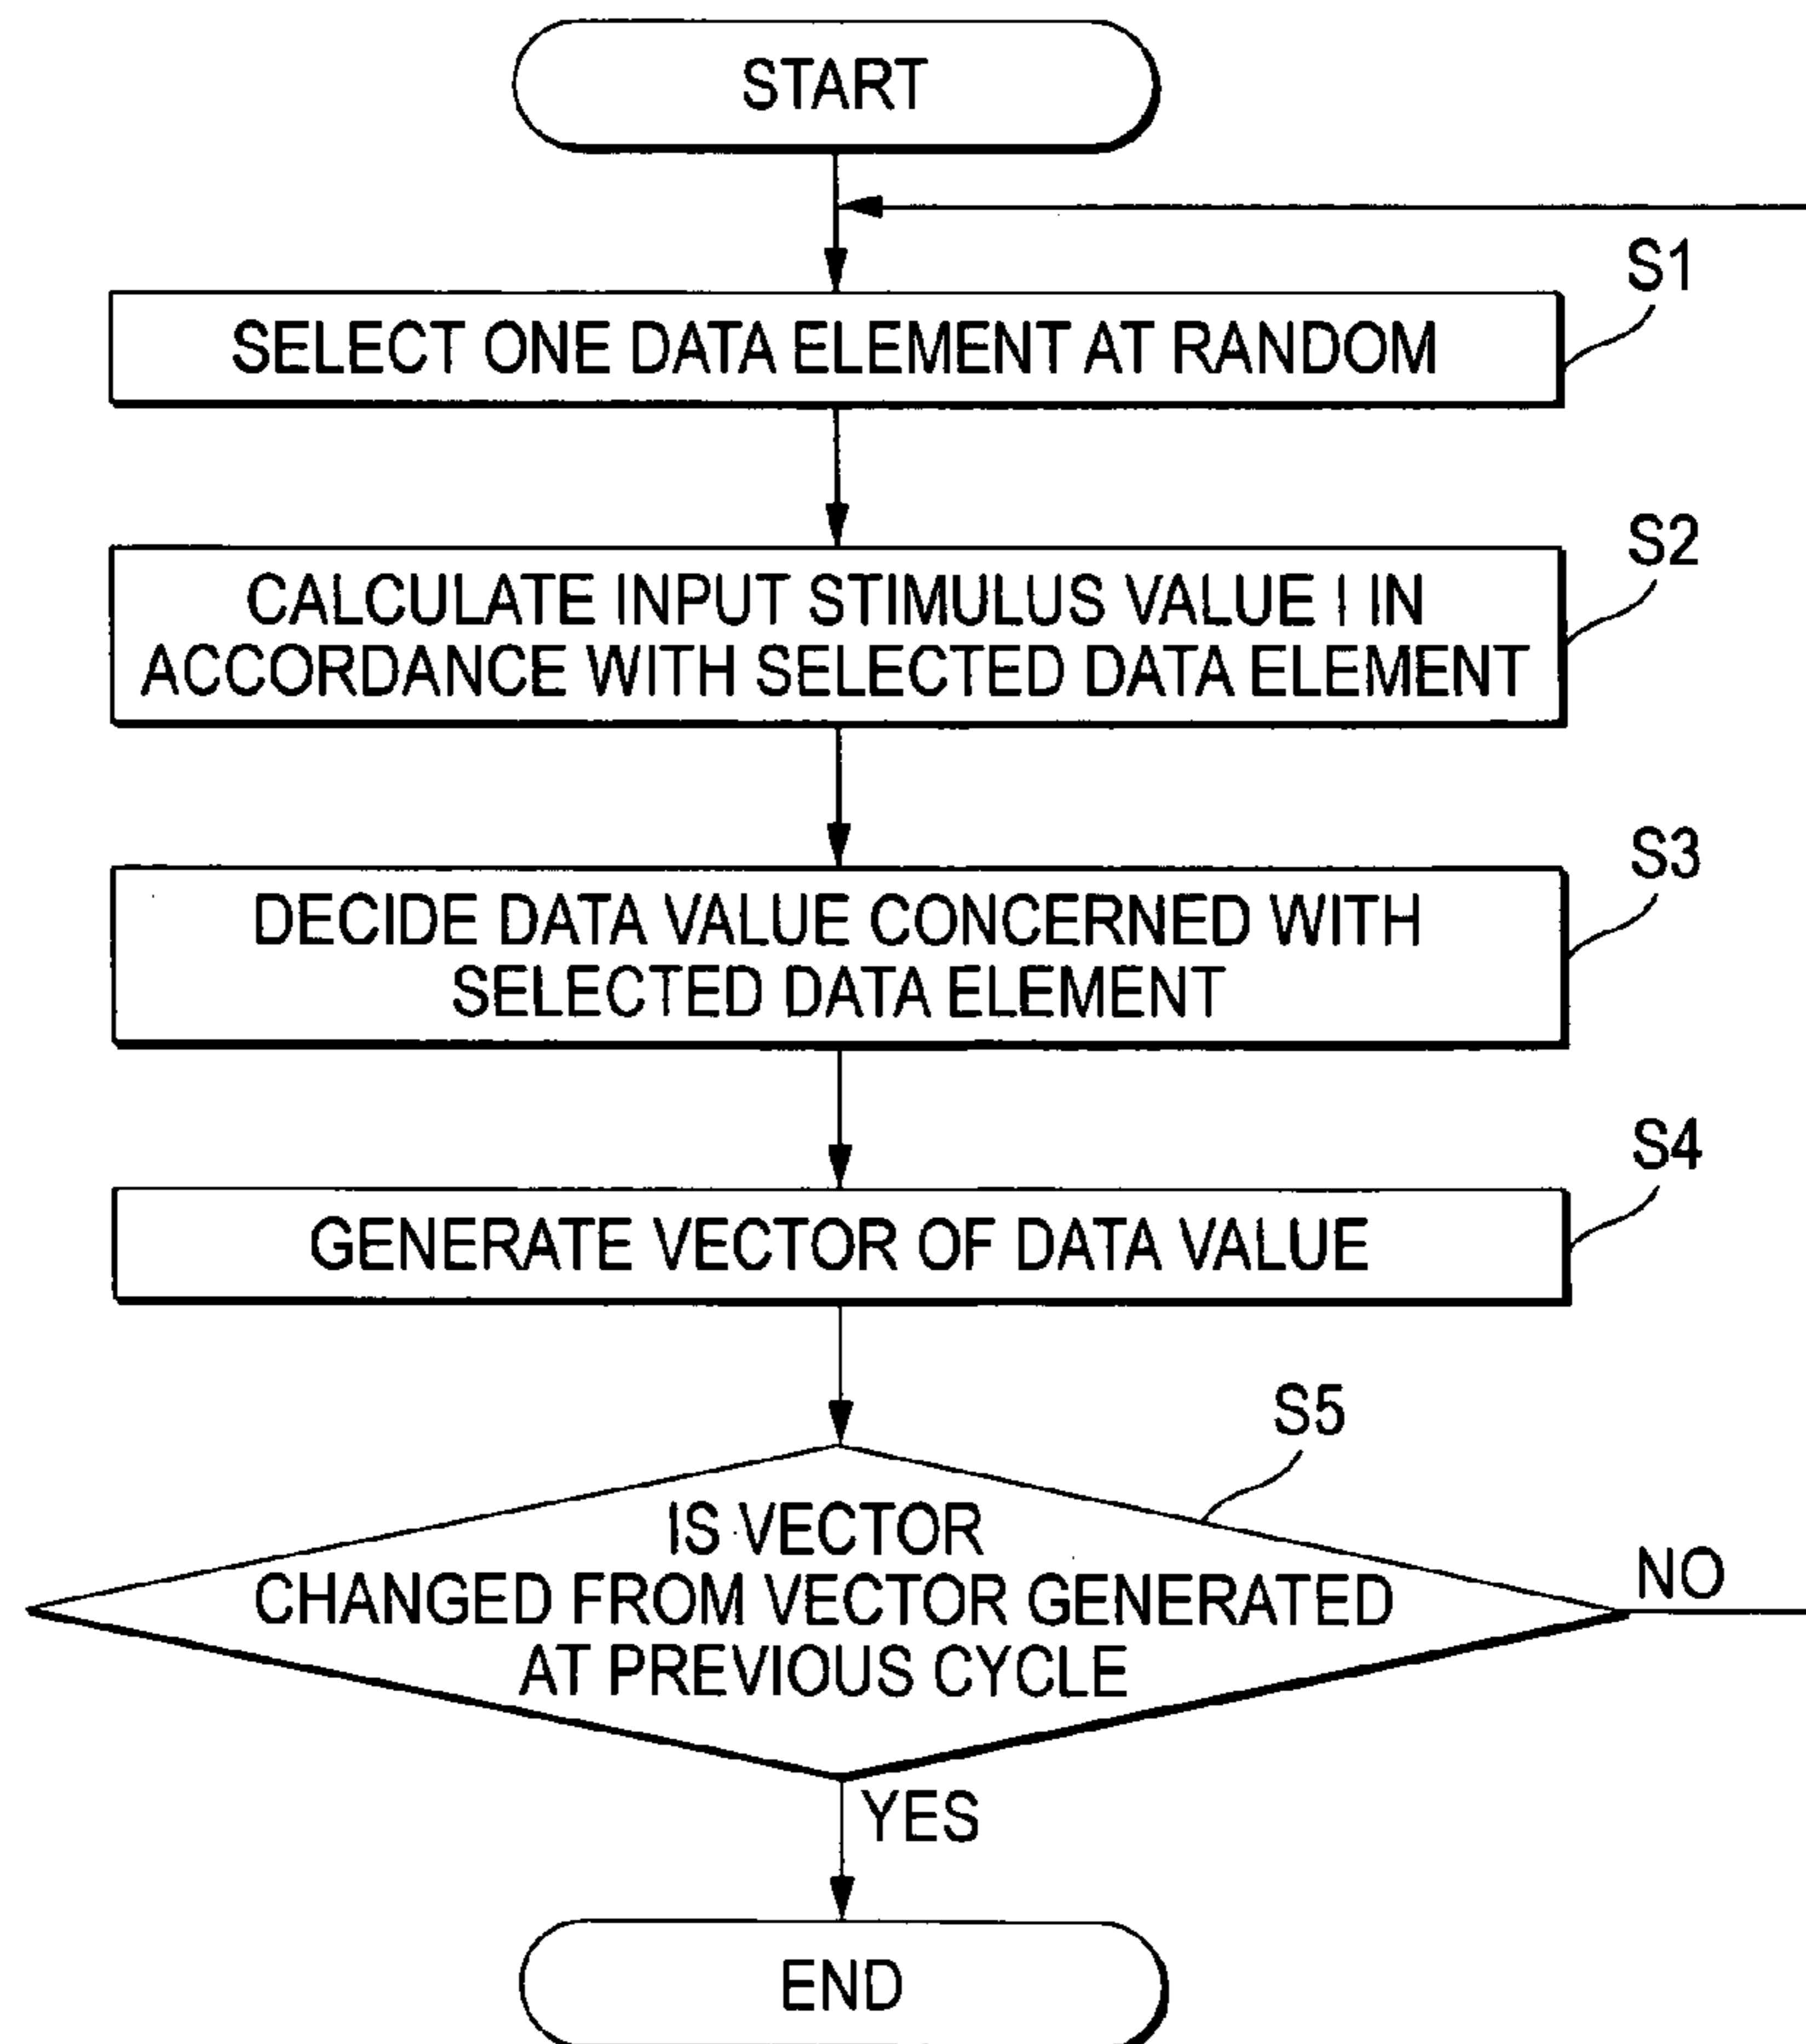 START
S1
SELECT ONE DATA ELEMENT AT RANDOM
S2
CALCULATE INPUT STIMULUS VALUE I IN
ACCORDANCE WITH SELECTED DATA ELEMENT
S3
DECIDE DATA VALUE CONCERNED WITH
SELECTED DATA ELEMENT
S4
GENERATE VECTOR OF DATA VALUE
S5
IS VECTOR
CHANGED FROM VECTOR GENERATED
AT PREVIOUS CYCLE
NO
YES
END